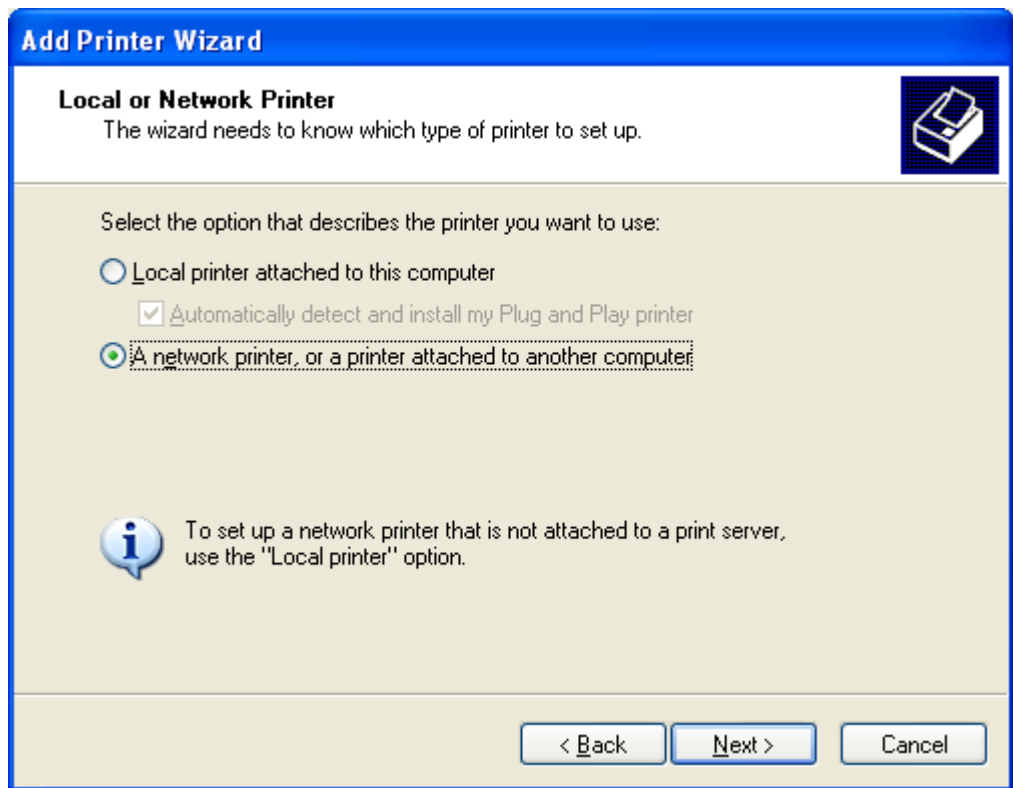 Add Printer Wizard
Local or Network Printer
The wizard needs to know which type of printer to set up.
Select the option that describes the printer you want to use:
Local printer attached to this computer
Automatically detect and install my Plug and Play printer
A network printer, or a printer attached to another computer
To set up a network printer that is not attached to a print server,
use the "Local printer" option.
< Back
Next >
Cancel